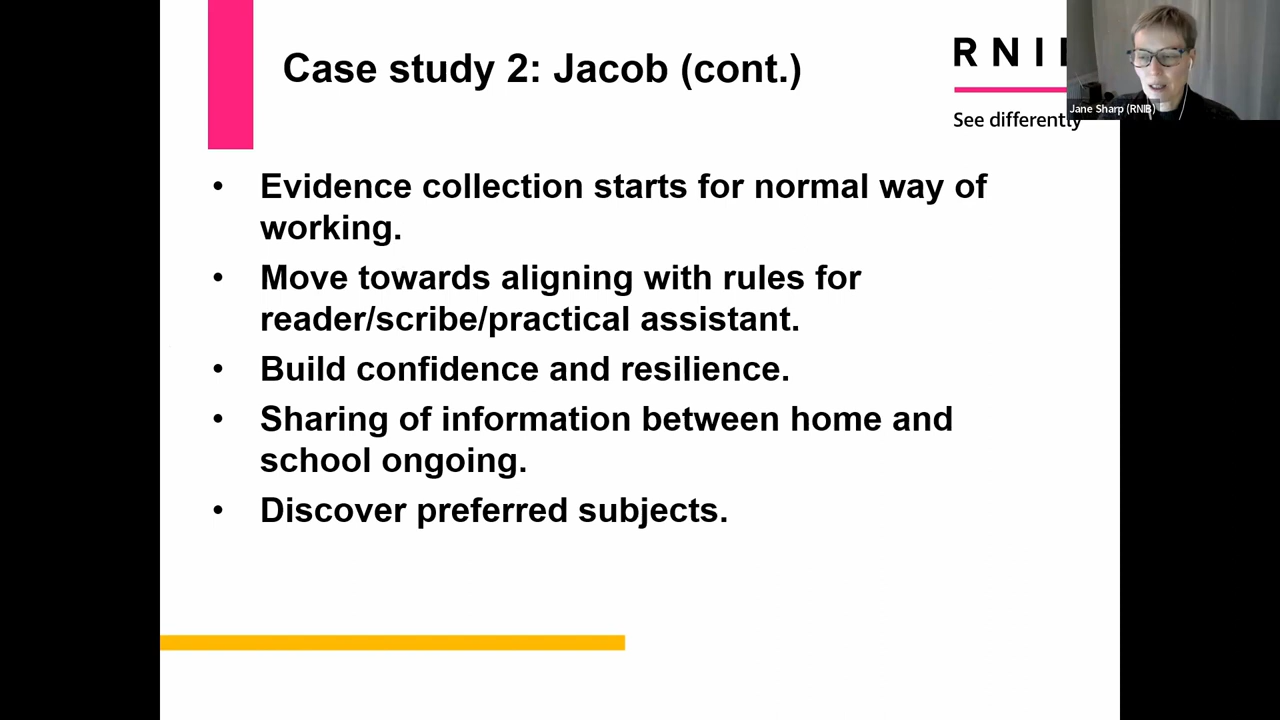 Case study 2: Jacob (cont.)
RNI
See differently
Jane Sharp (RNIB)
• Evidence collection starts for normal way of
working.
• Move towards aligning with rules for
reader/scribe/practical assistant.
• Build confidence and resilience.
• Sharing of information between home and
school ongoing.
• Discover preferred subjects.